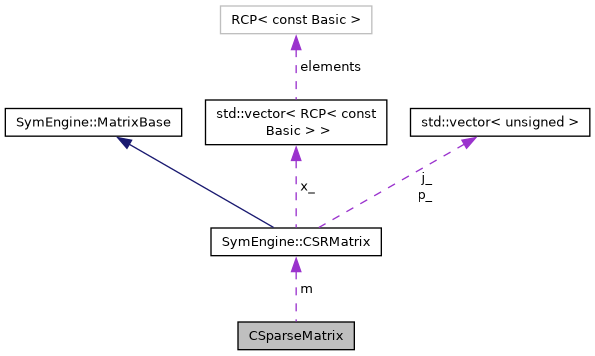 RCP< const Basic >
elements
SymEngine::MatrixBase
std::vector< RCP< const
Basic > >
std::vector< unsigned >
x_
j_
p_
SymEngine::CSRMatrix
m
CSparseMatrix